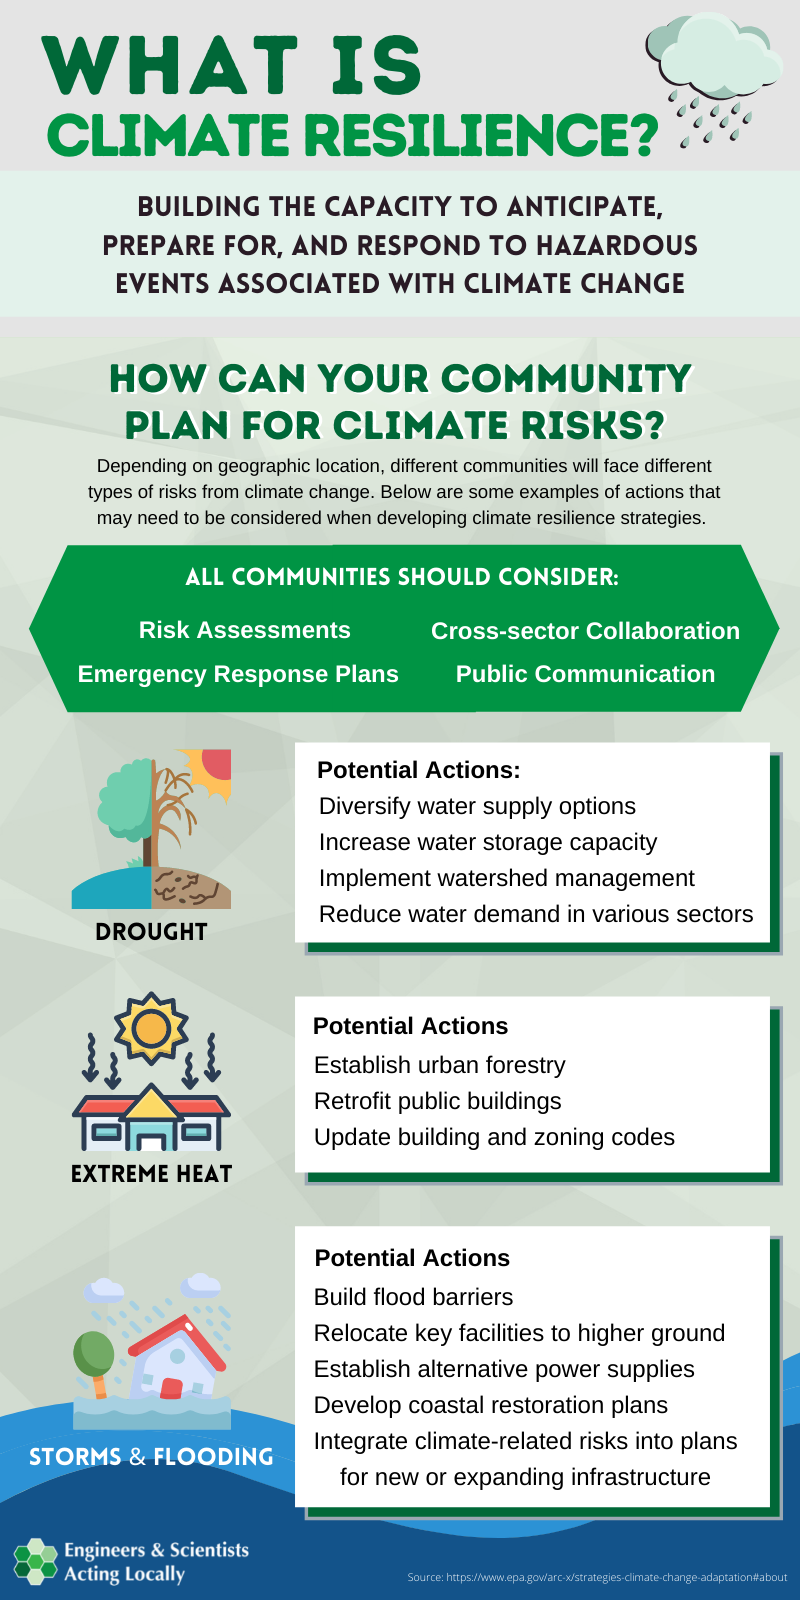 WHAT IS
CLIMATE RESILIENCE?
BUILDING THE CAPACITY TO ANTICIPATE,
PREPARE FOR, AND RESPOND TO HAZARDOUS
EVENTS ASSOCIATED WITH CLIMATE CHANGE
HOW CAN YOUR COMMUNITY
PLAN FOR CLIMATE RISKS?
Depending on geographic location, different communities will face different
types of risks from climate change. Below are some examples of actions that
may need to be considered when developing climate resilience strategies.
ALL COMMUNITIES SHOULD CONSIDER:
Risk Assessments
Emergency Response Plans
Cross-sector Collaboration
Public Communication
DROUGHT
Potential Actions:
Diversify water supply options
Increase water storage capacity
Implement watershed management
Reduce water demand in various sectors
EXTREME HEAT
Potential Actions
Establish urban forestry
Retrofit public buildings
Update building and zoning codes
STORMS & FLOODING
Potential Actions
Build flood barriers
Relocate key facilities to higher ground
Establish alternative power supplies
Develop coastal restoration plans
Integrate climate-related risks into plans
for new or expanding infrastructure
Engineers & Scientists
Acting Locally
Source: https://www.epa.gov/arc-x/strategies-climate-change-adaptation#about